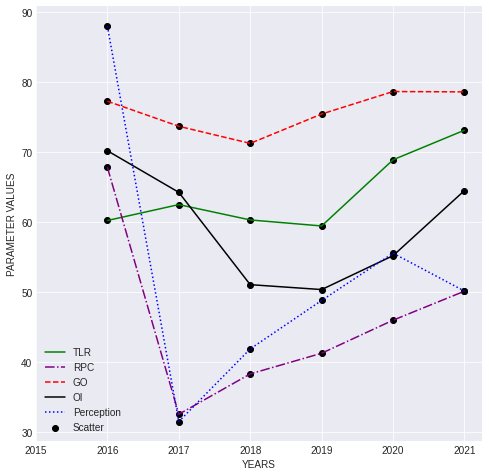 90
80
70
60
50
40
30
PARAMETER VALUES
TLR
RPC
GO
OI
Perception
Scatter
2015 2016 2017 2018 2019 2020 2021
YEARS